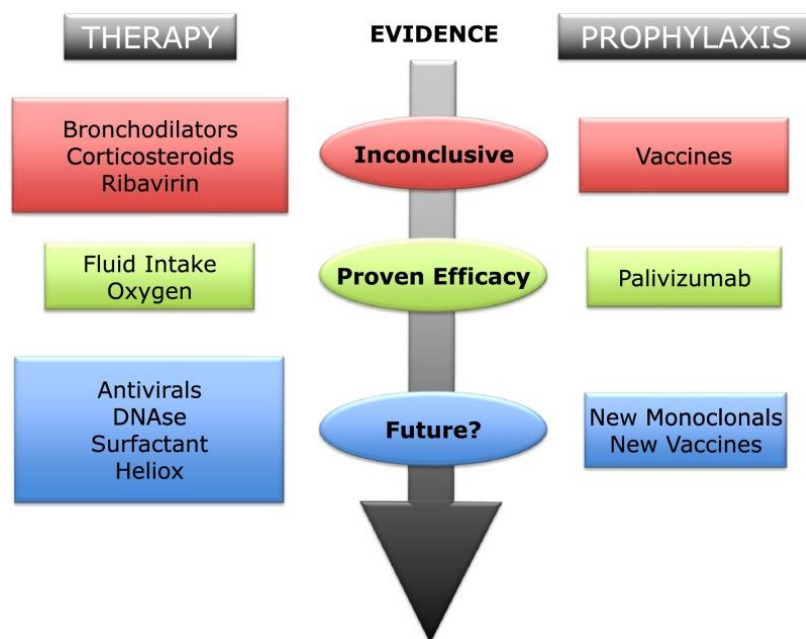 THERAPY
EVIDENCE
PROPHYLAXIS
Bronchodilators
Corticosteroids
Ribavirin
Inconclusive
Vaccines
Fluid Intake
Oxygen
Proven Efficacy
Palivizumab
Antivirals
DNAse
Surfactant
Heliox
Future?
New Monoclonals
New Vaccines